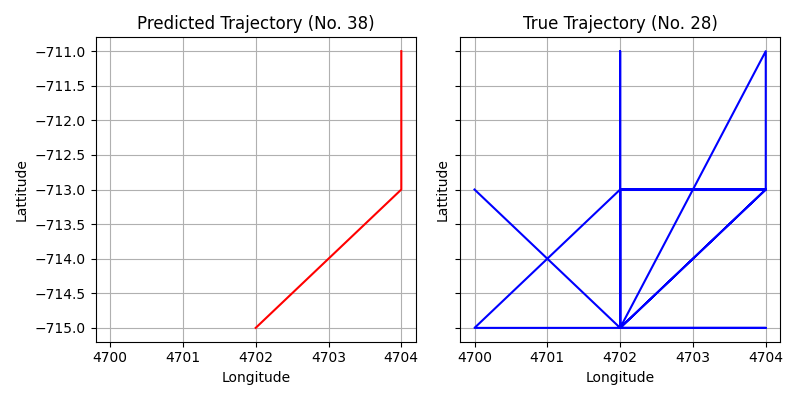 Predicted Trajectory (No. 38)
True Trajectory (No. 28)
−711.0
−711.5
−712.0
−712.5
−713.0
−713.5
−714.0
−714.5
−715.0
Lattitude
Lattitude
4700 4701 4702 4703 4704
4700 4701 4702 4703 4704
Longitude
Longitude